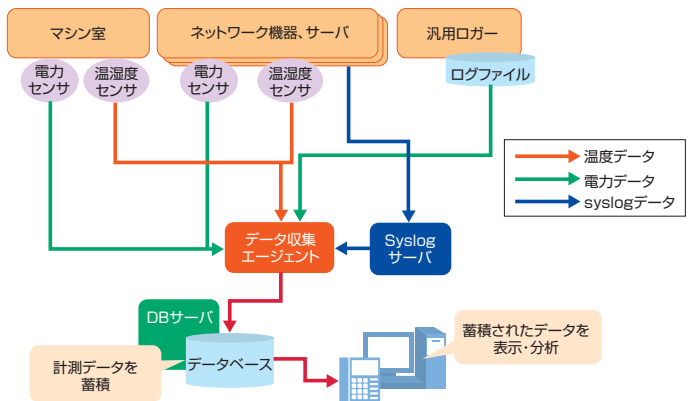 マシン室
ネットワーク機器、サーバ
汎用ロガー
電力
センサ
温湿度
センサ
電力
センサ
温湿度
センサ
ログファイル
温度データ
電力データ
syslogデータ
データ収集
エージェント
Syslog
サーバ
DBサーバ
データベース
計測データを
蓄積
蓄積されたデータを
表示・分析